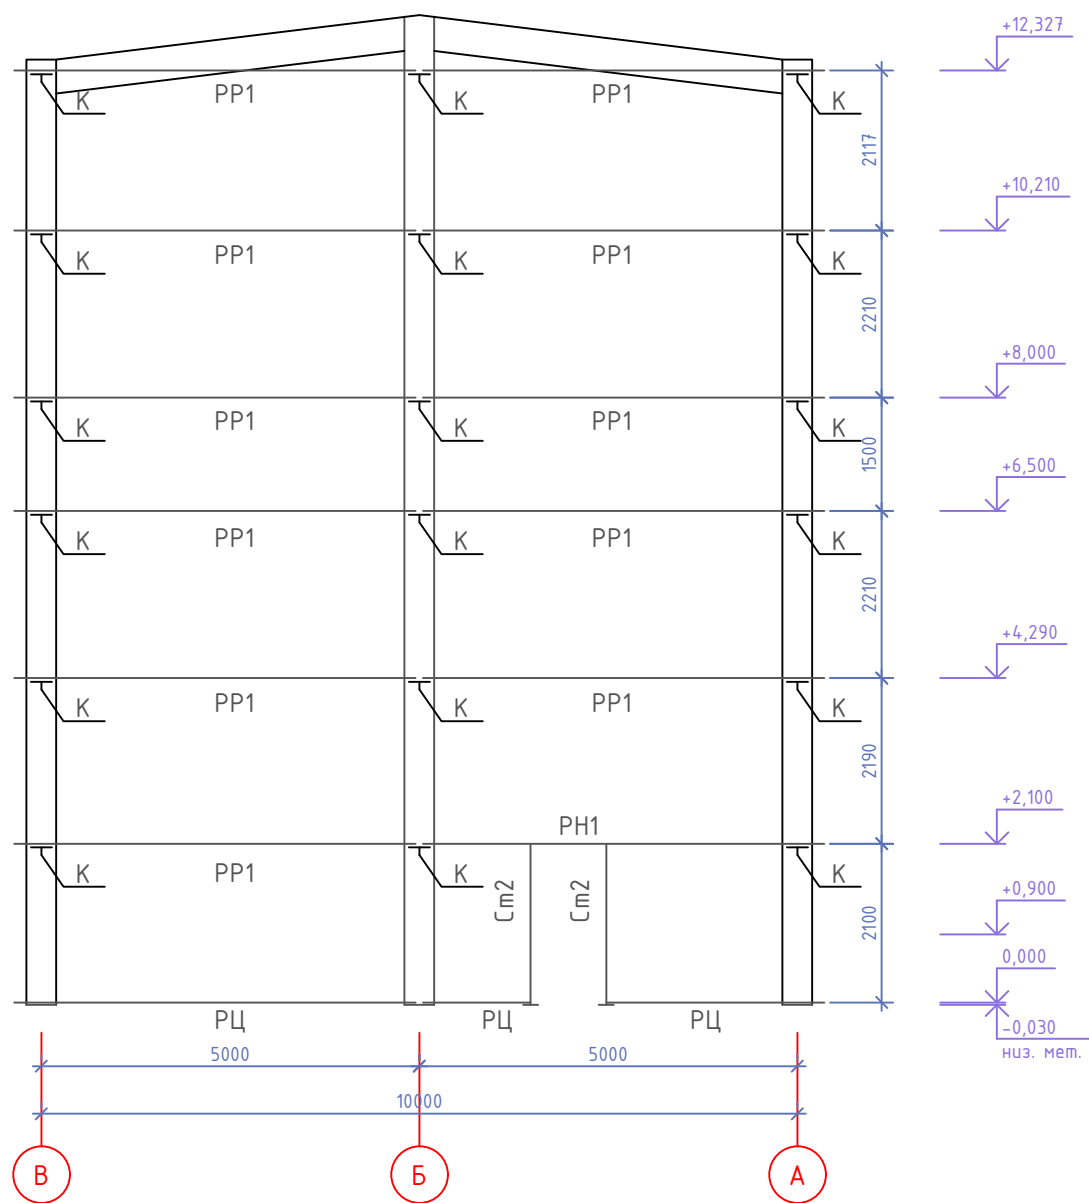 +12,327
РР1
РР1
К
К
К
2117
+10,210
РР1
РР1
К
К
К
2210
+8,000
РР1
РР1
К
К
К
1500
+6,500
РР1
РР1
К
К
К
2210
+4,290
РР1
РР1
К
К
К
2190
+2,100
РН1
РР1
К
К
К
Ст2
Ст2
2100
+0,900
0,000
-0,030
низ. мет.
РЦ
РЦ
РЦ
5000
5000
10000
В
Б
А